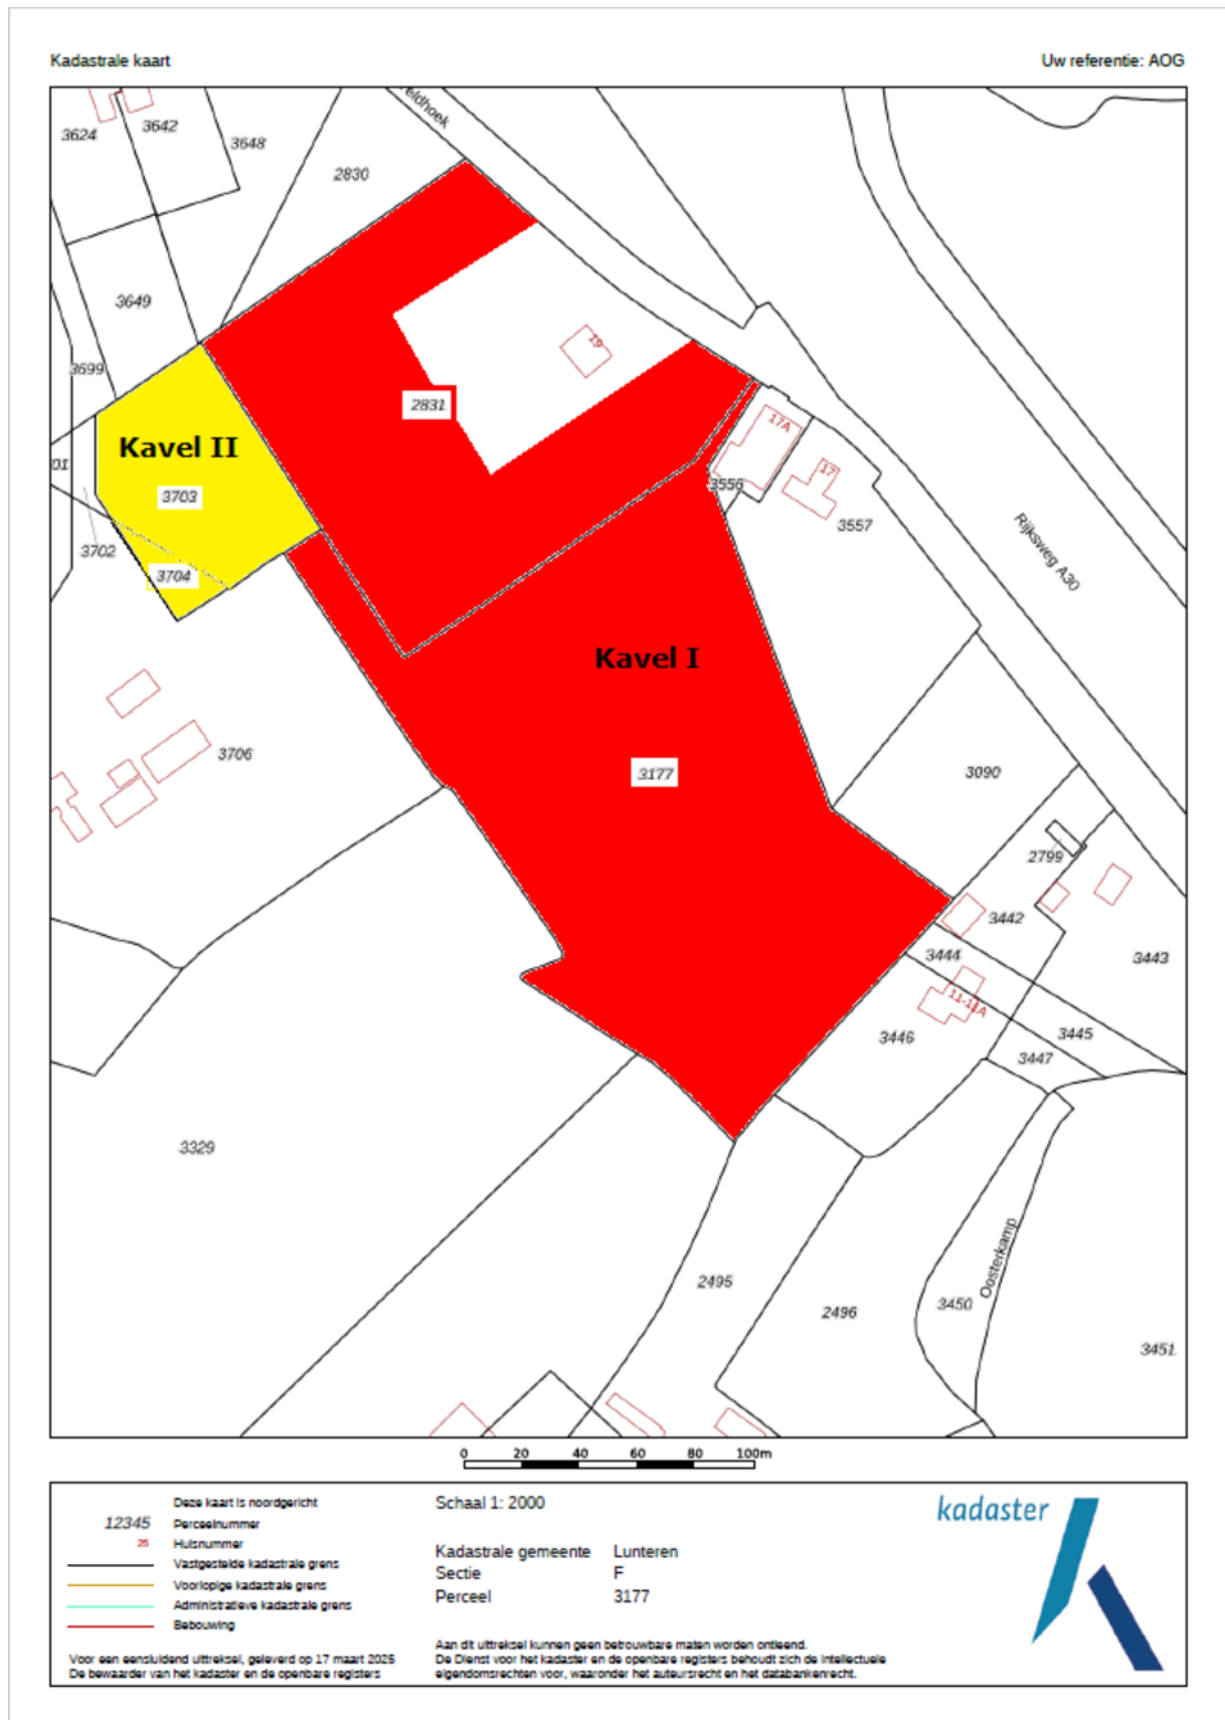 Kadastrale kaart
Uw referentie: AOG
eldhoek
3624
3642
3648
2830
3649
3699
19
2831
17A
Kavel II
01
17
3703
3556
3557
Rijksweg A30
3702
3704
Kavel I
3706
3177
3090
2799
3442
3444
3443
11-11A
3446
3445
3447
3329
Oosterkamp
2495
2496
3450
3451
0 20 40 60 80 100m
Deze kaart is noordgericht
12345 Perceelnummer
25 Huisnummer
Vastgestelde kadastrale grens
Voorlopige kadastrale grens
Administratieve kadastrale grens
Bebouwing
Voor een eensluidend uittreksel, geleverd op 17 maart 2025
De bewaarder van het kadaster en de openbare registers
Schaal 1: 2000
Kadastrale gemeente Lunteren
Sectie F
Perceel 3177
Aan dit uittreksel kunnen geen betrouwbare maten worden ontleend.
De Dienst voor het kadaster en de openbare registers behoudt zich de intellectuele
eigendomsrechten voor, waaronder het auteursrecht en het databankenrecht.
kadaster